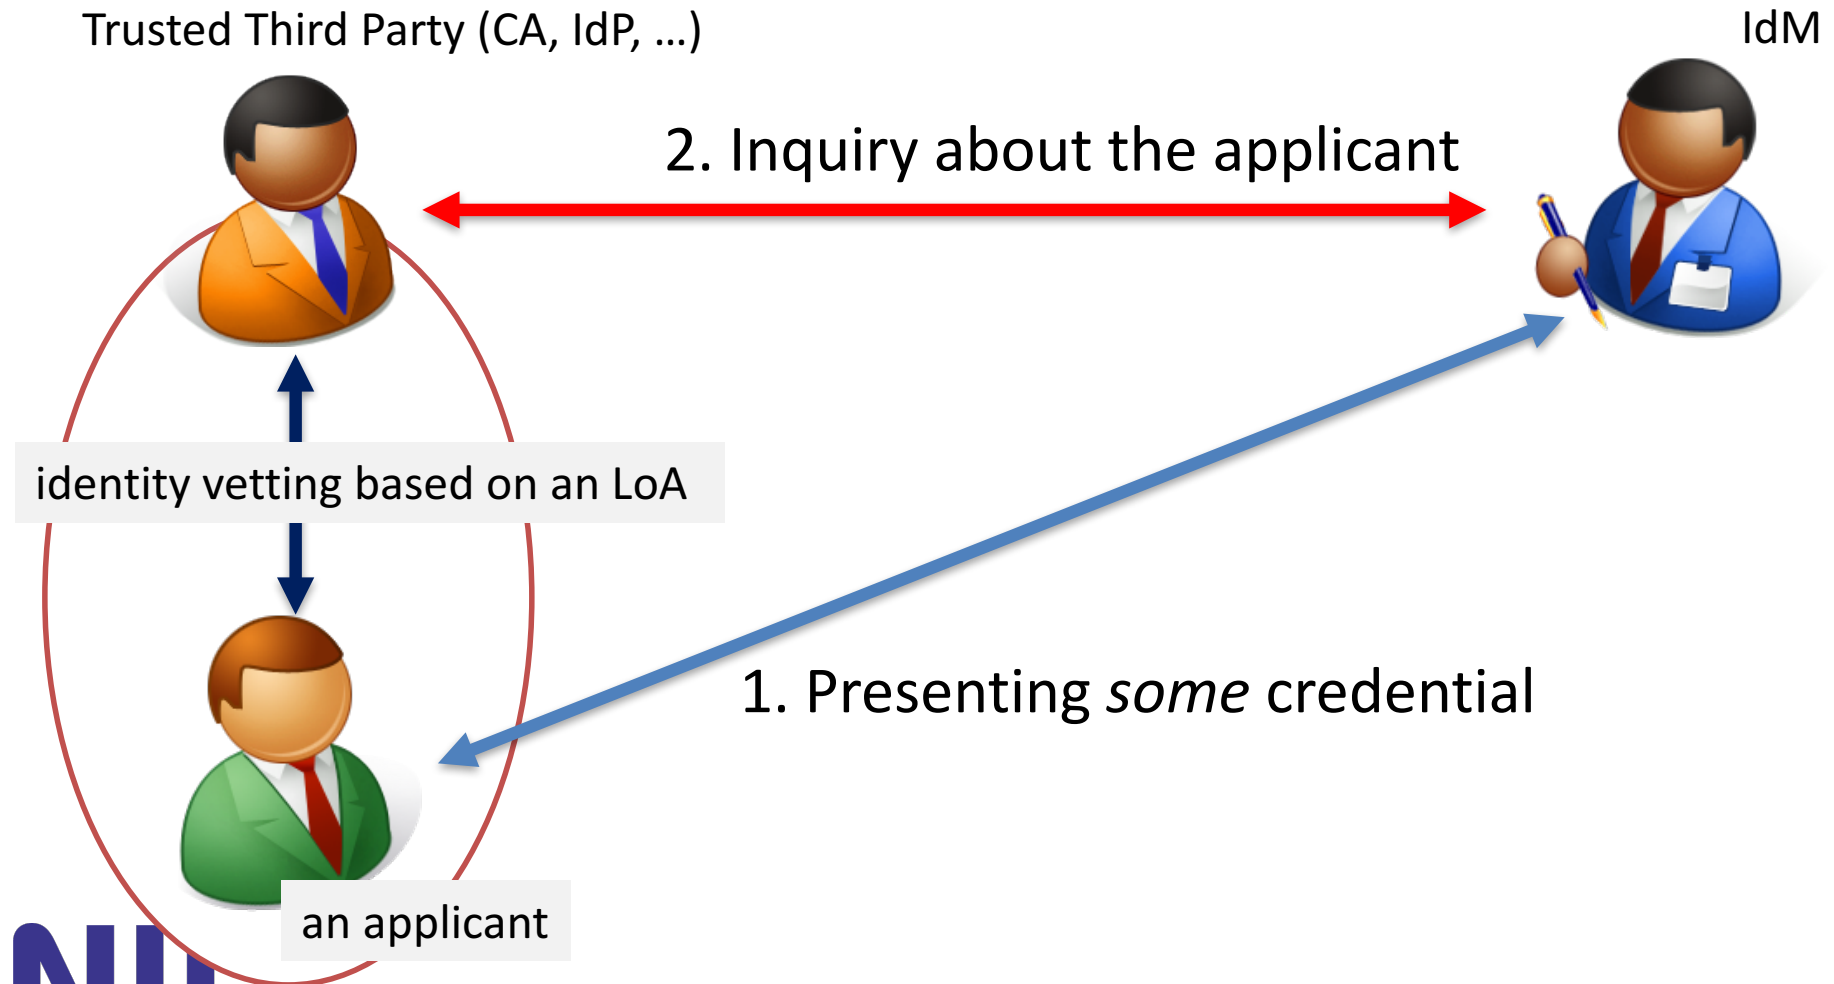 Trusted Third Party (CA, IdP, ...)
IdM
2. Inquiry about the applicant
identity vetting based on an LoA
1. Presenting some credential
an applicant
NII